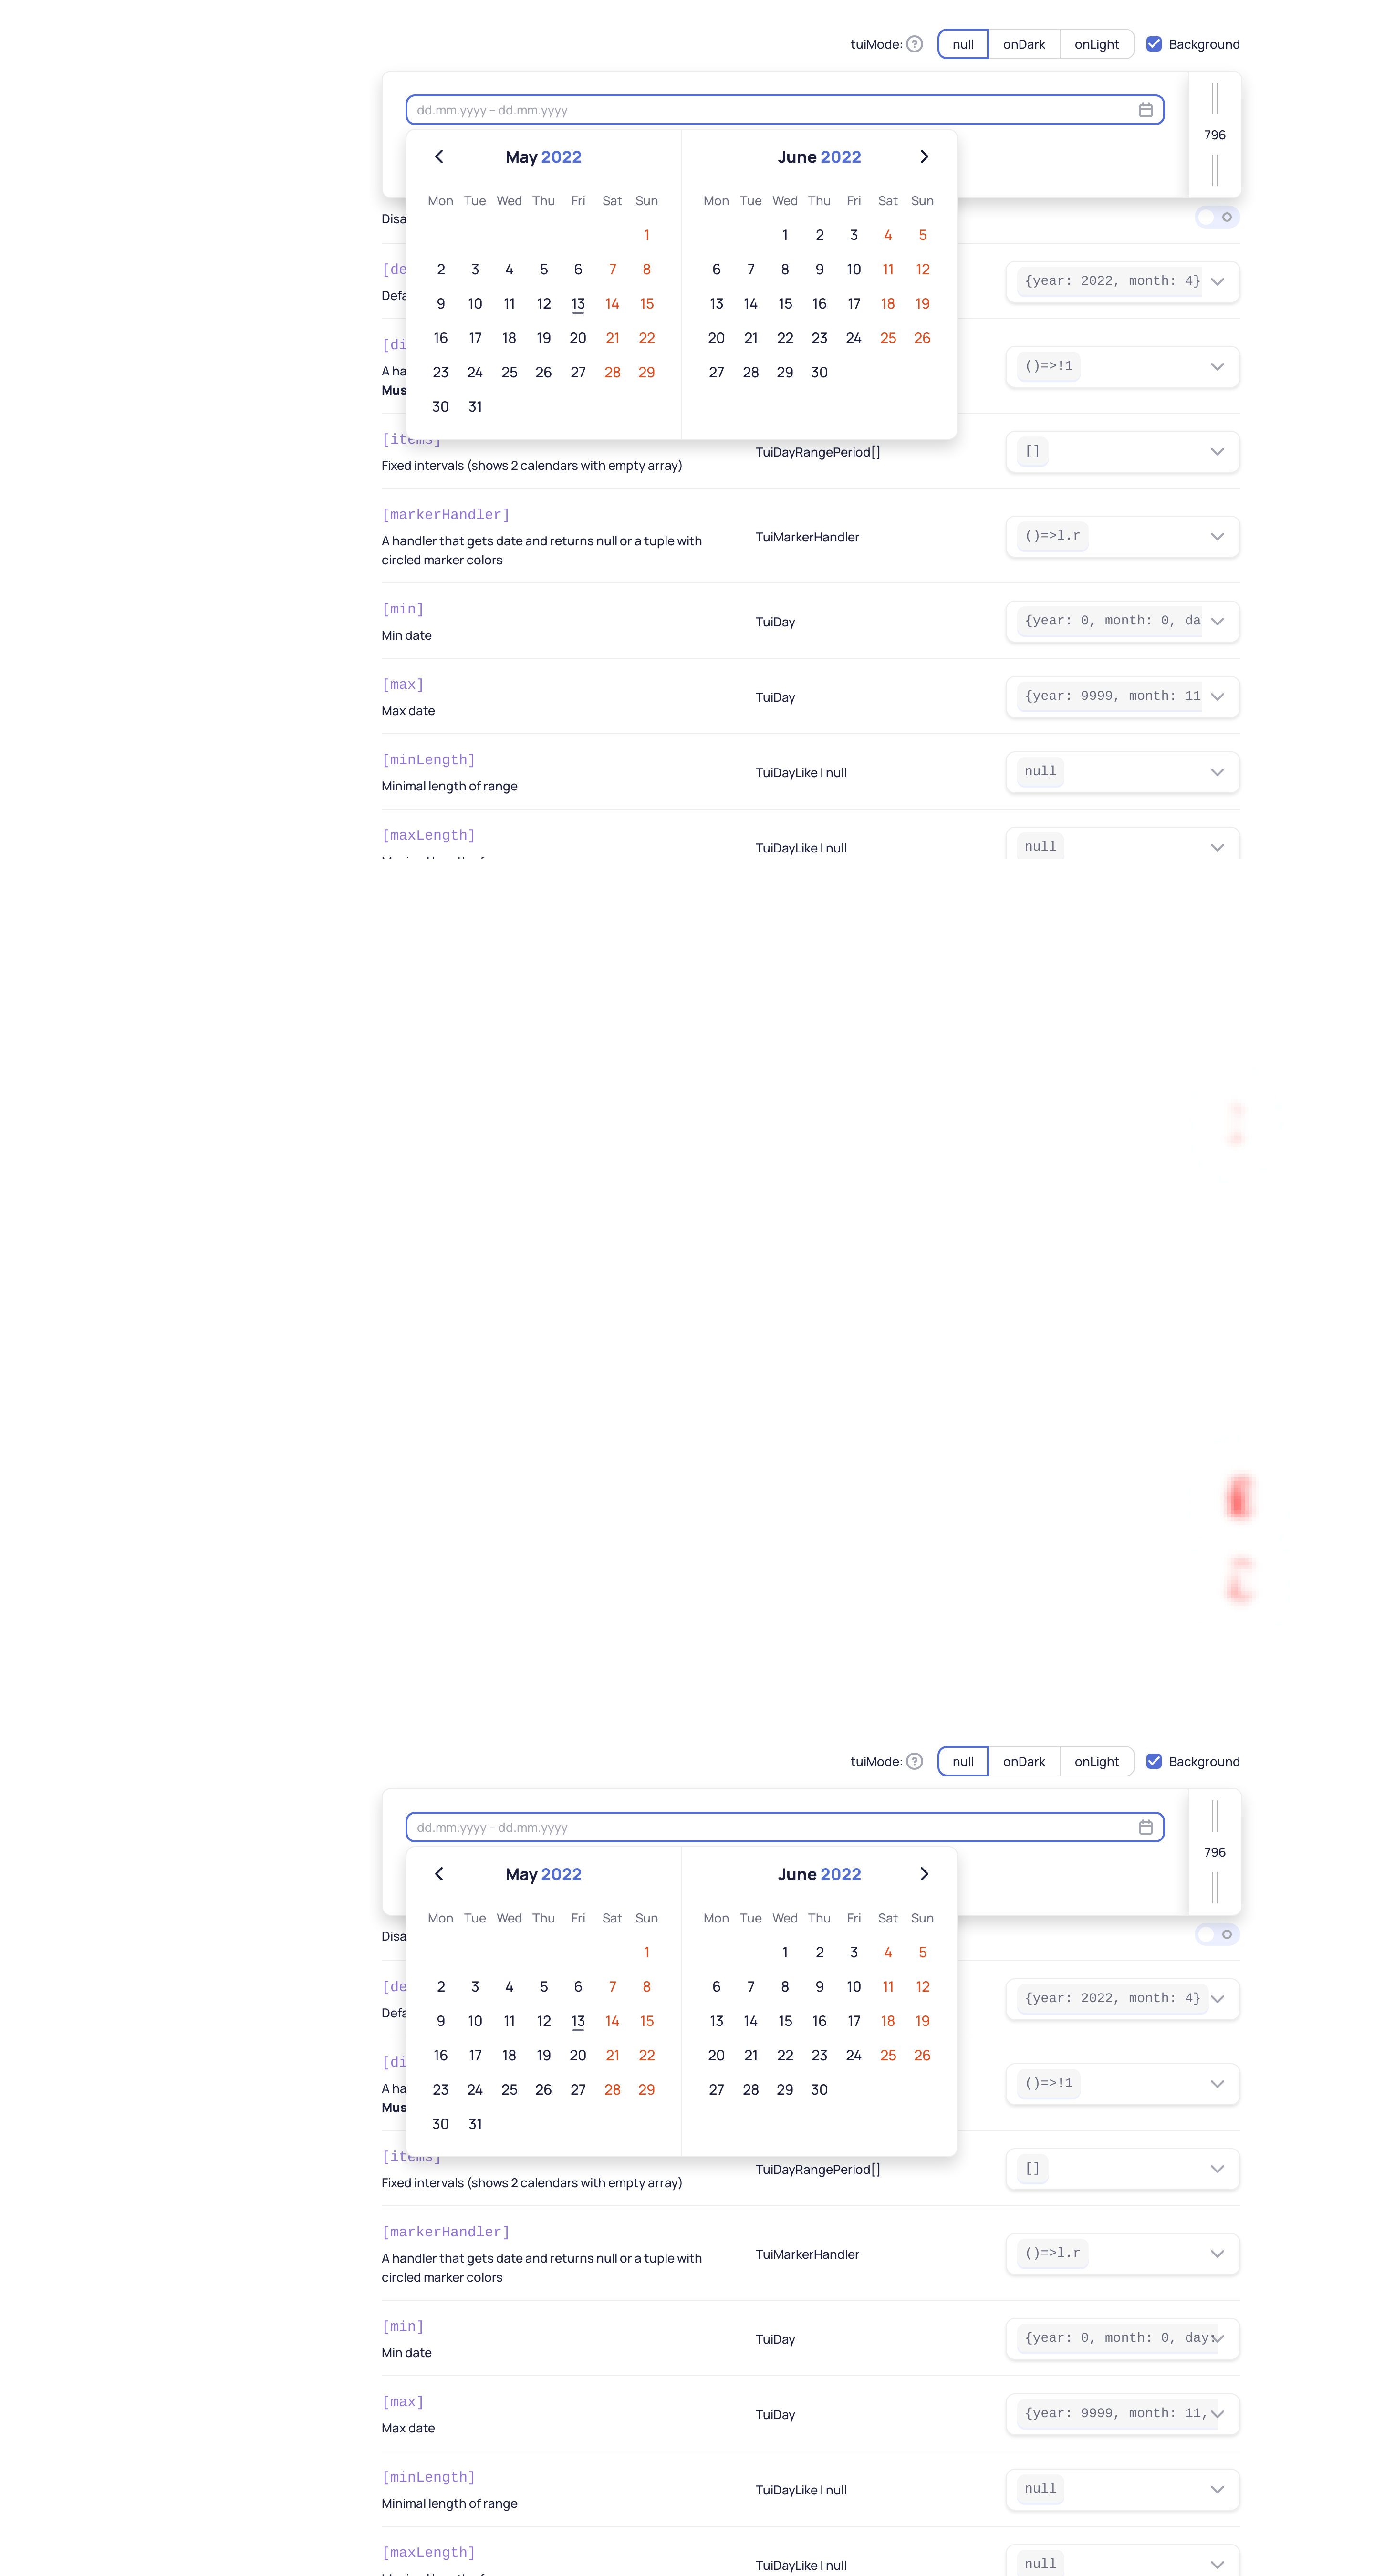 tuiMode: ? null onDark onLight Background
dd.mm.yyyy – dd.mm.yyyy
796
May 2022 June 2022
Mon Tue Wed Thu Fri Sat Sun Mon Tue Wed Thu Fri Sat Sun
Disa
1 1 2 3 4 5
2 3 4 5 6 7 8 6 7 8 9 10 11 12
[de {year: 2022, month: 4}
Defa
9 10 11 12 13 14 15 13 14 15 16 17 18 19
16 17 18 19 20 21 22 20 21 22 23 24 25 26
[di
A ha ()=>!1
23 24 25 26 27 28 29 27 28 29 30
Mus
30 31
[items]
TuiDayRangePeriod[] []
Fixed intervals (shows 2 calendars with empty array)
[markerHandler]
A handler that gets date and returns null or a tuple with
TuiMarkerHandler ()=>l.r
circled marker colors
[min]
TuiDay {year: 0, month: 0, da
Min date
[max]
TuiDay {year: 9999, month: 11
Max date
[minLength]
TuiDayLike | null null
Minimal length of range
[maxLength]
TuiDayLike | null null
tuiMode: ? null onDark onLight Background
dd.mm.yyyy – dd.mm.yyyy
796
May 2022 June 2022
Mon Tue Wed Thu Fri Sat Sun Mon Tue Wed Thu Fri Sat Sun
Disa
1 1 2 3 4 5
2 3 4 5 6 7 8 6 7 8 9 10 11 12
[de {year: 2022, month: 4}
Defa
9 10 11 12 13 14 15 13 14 15 16 17 18 19
16 17 18 19 20 21 22 20 21 22 23 24 25 26
[di
A ha ()=>!1
23 24 25 26 27 28 29 27 28 29 30
Mus
30 31
[items]
TuiDayRangePeriod[] []
Fixed intervals (shows 2 calendars with empty array)
[markerHandler]
A handler that gets date and returns null or a tuple with
TuiMarkerHandler ()=>l.r
circled marker colors
[min]
TuiDay {year: 0, month: 0, day:
Min date
[max]
TuiDay {year: 9999, month: 11,
Max date
[minLength]
TuiDayLike | null null
Minimal length of range
[maxLength]
TuiDayLike | null null